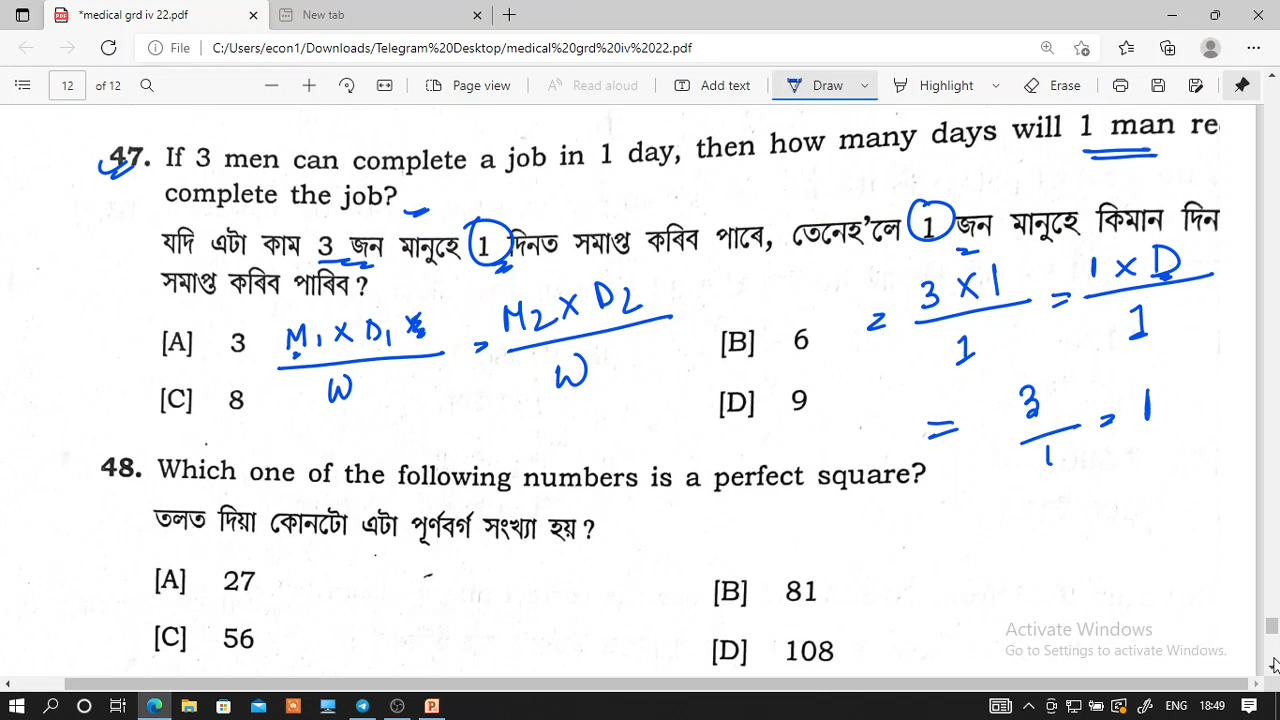 *medical grd iv 22.pdf
New tab
File
C:/Users/econ1/Downloads/Telegram%20Desktop/medical%20grd%20iv%2022.pdf
12 of 12
Page view
Read aloud
Add text
Draw
Highlight
Erase
47. If 3 men can complete a job in 1 day, then how many days will 1 man re
complete the job?
যদি এটা কাম 3 জন মানুহে 1 দিনত সমাপ্ত কৰিব পাৰে, তেনেহ'লে 1 জন মানুহে কিমান দিন
সমাপ্ত কৰিব পাৰিব?
[A] 3
[B] 6
[C] 8
[D] 9
M1 × D1 / W = M2 × D2 / W
= 3 × 1 / 1 = 1 × D / 1
= 3 / 1 = 1
48. Which one of the following numbers is a perfect square?
তলত দিয়া কোনটো এটা পূৰ্ণবৰ্গ সংখ্যা হয়?
[A] 27
[B] 81
[C] 56
[D] 108
Activate Windows
Go to Settings to activate Windows.
ENG 18:49